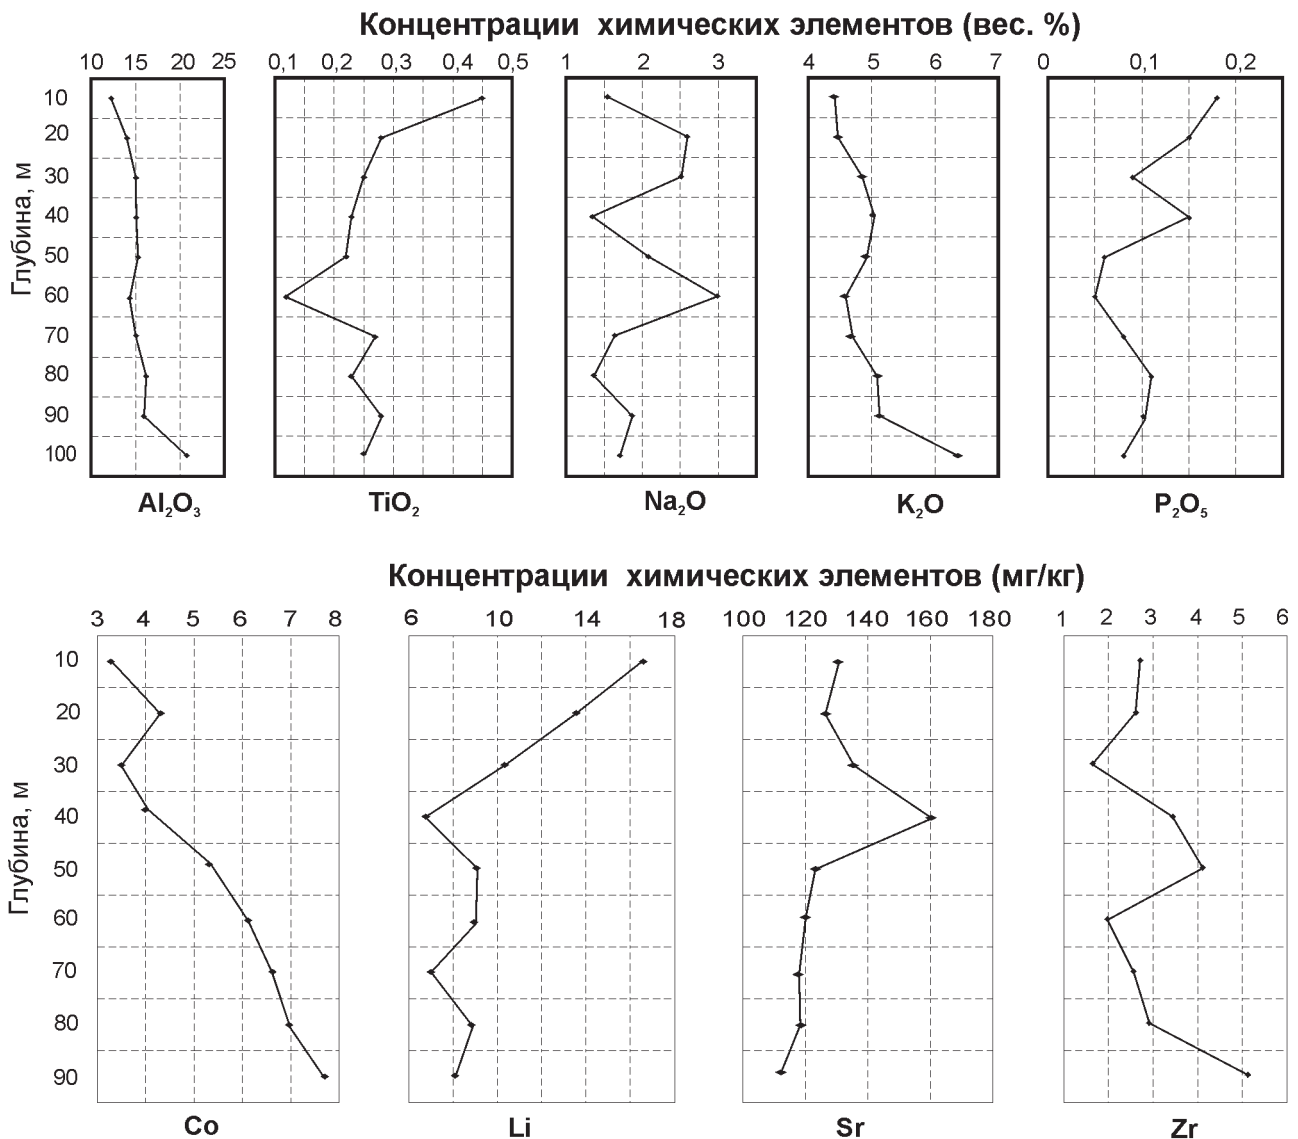 Концентрации химических элементов (вес. %)
10 15 20 25 0,1 0,2 0,3 0,4 0,5 1 2 3 4 5 6 7 0 0,1 0,2
Глубина, м
10
20
30
40
50
60
70
80
90
100
Al₂O₃ TiO₂ Na₂O K₂O P₂O₅
Концентрации химических элементов (мг/кг)
3 4 5 6 7 8 6 10 14 18 100 120 140 160 180 1 2 3 4 5 6
Глубина, м
10
20
30
40
50
60
70
80
90
Co Li Sr Zr